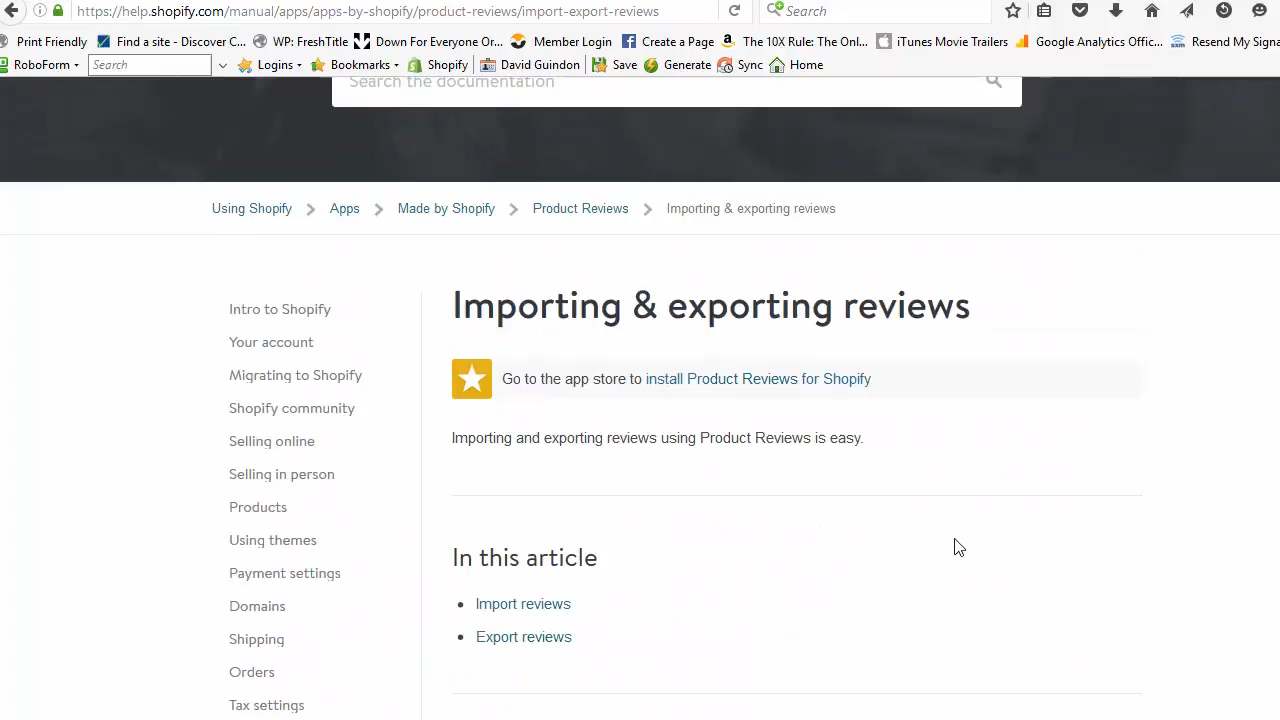 https://help.shopify.com/manual/apps/apps-by-shopify/product-reviews/import-export-reviews
Search
Print Friendly
Find a site - Discover C...
WP: FreshTitle
Down For Everyone Or...
Member Login
Create a Page
The 10X Rule: The Onl...
iTunes Movie Trailers
Google Analytics Offic...
Resend My Signa
RoboForm
Search
Logins
Bookmarks
Shopify
David Guindon
Save
Generate
Sync
Home
Search the documentation
Using Shopify
Apps
Made by Shopify
Product Reviews
Importing & exporting reviews
Intro to Shopify
Your account
Migrating to Shopify
Shopify community
Selling online
Selling in person
Products
Using themes
Payment settings
Domains
Shipping
Orders
Tax settings
Importing & exporting reviews
Go to the app store to install Product Reviews for Shopify
Importing and exporting reviews using Product Reviews is easy.
In this article
Import reviews
Export reviews